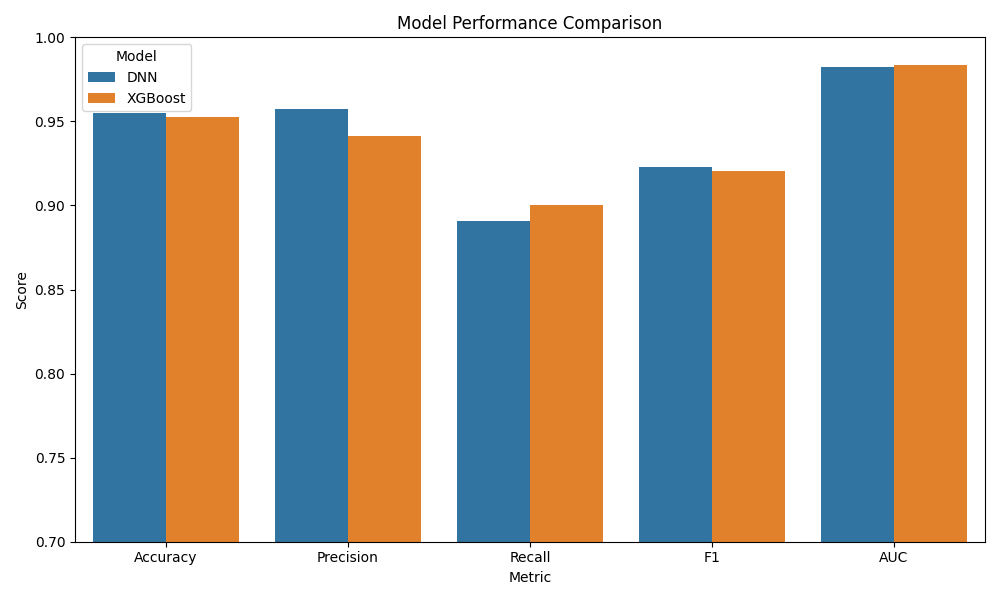 Model Performance Comparison
Model
DNN
XGBoost
1.00
0.95
0.90
0.85
0.80
0.75
0.70
Score
Accuracy
Precision
Recall
F1
AUC
Metric